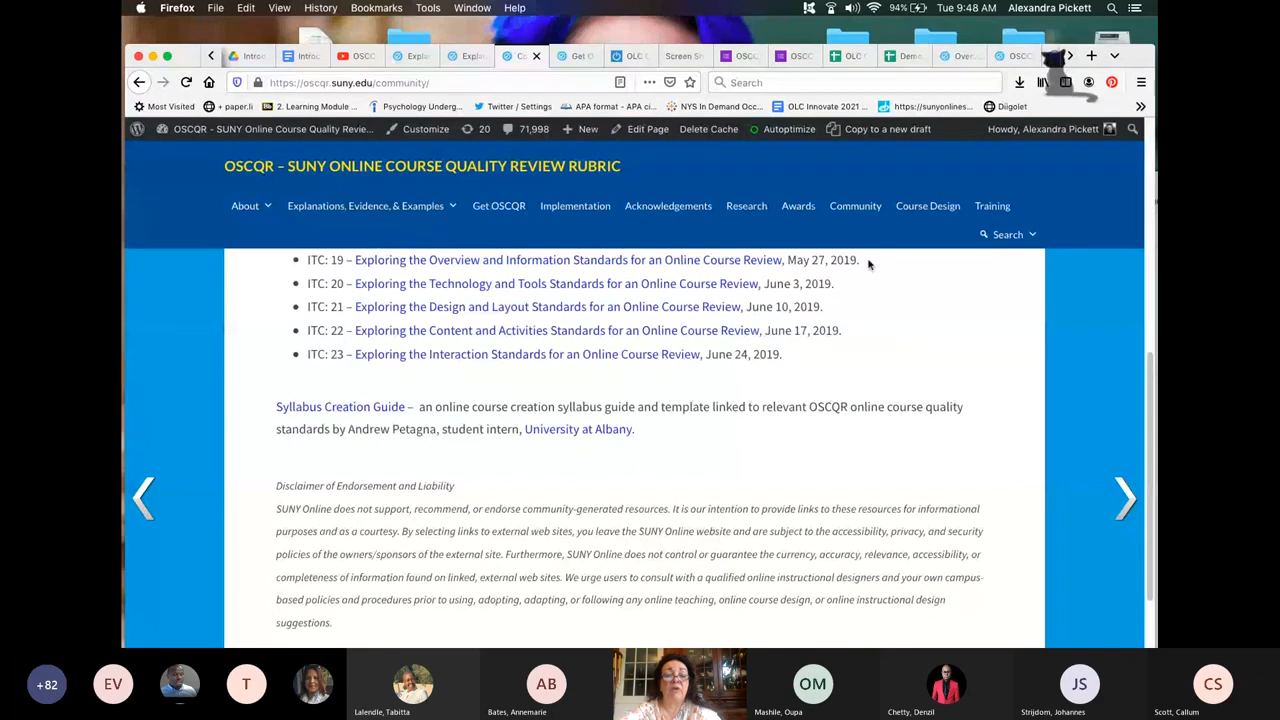 Firefox File Edit View History Bookmarks Tools Window Help 94% Tue 9:48 AM Alexandra Pickett
Introc OSCC Explar Expla Get O OLC Screen Sh OSC OSC OLC Demo Over OSCC
https://oscqr.suny.edu/community/ Search
Most Visited + paper.li 2. Learning Module ... Psychology Underg... Twitter / Settings APA format - APA ci... NYS In Demand Occ... OLC Innovate 2021 ... https://sunyonlines... Diigolet
OSCQR - SUNY Online Course Quality Revie... Customize 20 71,998 New Edit Page Delete Cache Autoptimize Copy to a new draft Howdy, Alexandra Pickett
OSCQR – SUNY ONLINE COURSE QUALITY REVIEW RUBRIC
About Explanations, Evidence, & Examples Get OSCQR Implementation Acknowledgements Research Awards Community Course Design Training
Search
ITC: 19 – Exploring the Overview and Information Standards for an Online Course Review, May 27, 2019.
ITC: 20 – Exploring the Technology and Tools Standards for an Online Course Review, June 3, 2019.
ITC: 21 – Exploring the Design and Layout Standards for an Online Course Review, June 10, 2019.
ITC: 22 – Exploring the Content and Activities Standards for an Online Course Review, June 17, 2019.
ITC: 23 – Exploring the Interaction Standards for an Online Course Review, June 24, 2019.
Syllabus Creation Guide – an online course creation syllabus guide and template linked to relevant OSCQR online course quality
standards by Andrew Petagna, student intern, University at Albany.
Disclaimer of Endorsement and Liability
SUNY Online does not support, recommend, or endorse community-generated resources. It is our intention to provide links to these resources for informational
purposes and as a courtesy. By selecting links to external web sites, you leave the SUNY Online website and are subject to the accessibility, privacy, and security
policies of the owners/sponsors of the external site. Furthermore, SUNY Online does not control or guarantee the currency, accuracy, relevance, accessibility, or
completeness of information found on linked, external web sites. We urge users to consult with a qualified online instructional designers and your own campus-
based policies and procedures prior to using, adopting, adapting, or following any online teaching, online course design, or online instructional design
suggestions.
+82 EV T AB OM JS CS
Lalendle, Tabitta Bates, Annemarie Mashile, Oupa Chetty, Denzil Strijdom, Johannes Scott, Callum